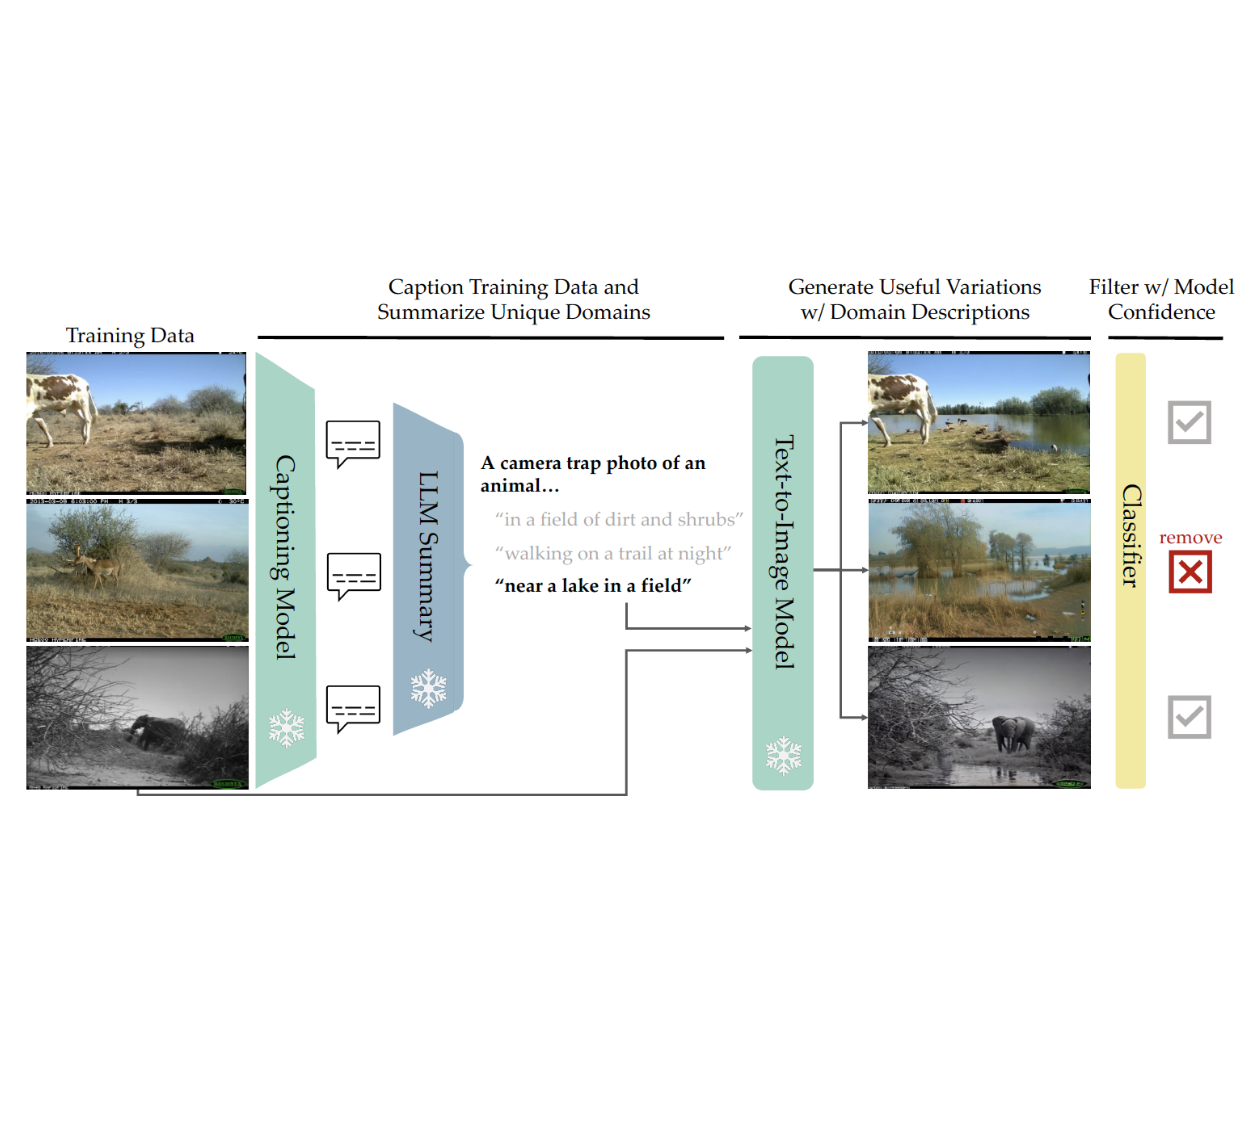 Caption Training Data and
Summarize Unique Domains
Generate Useful Variations
w/ Domain Descriptions
Filter w/ Model
Confidence
Training Data
Captioning Model
LLM Summary
A camera trap photo of an
animal...
“in a field of dirt and shrubs”
“walking on a trail at night”
“near a lake in a field”
Text-to-Image Model
Classifier
remove